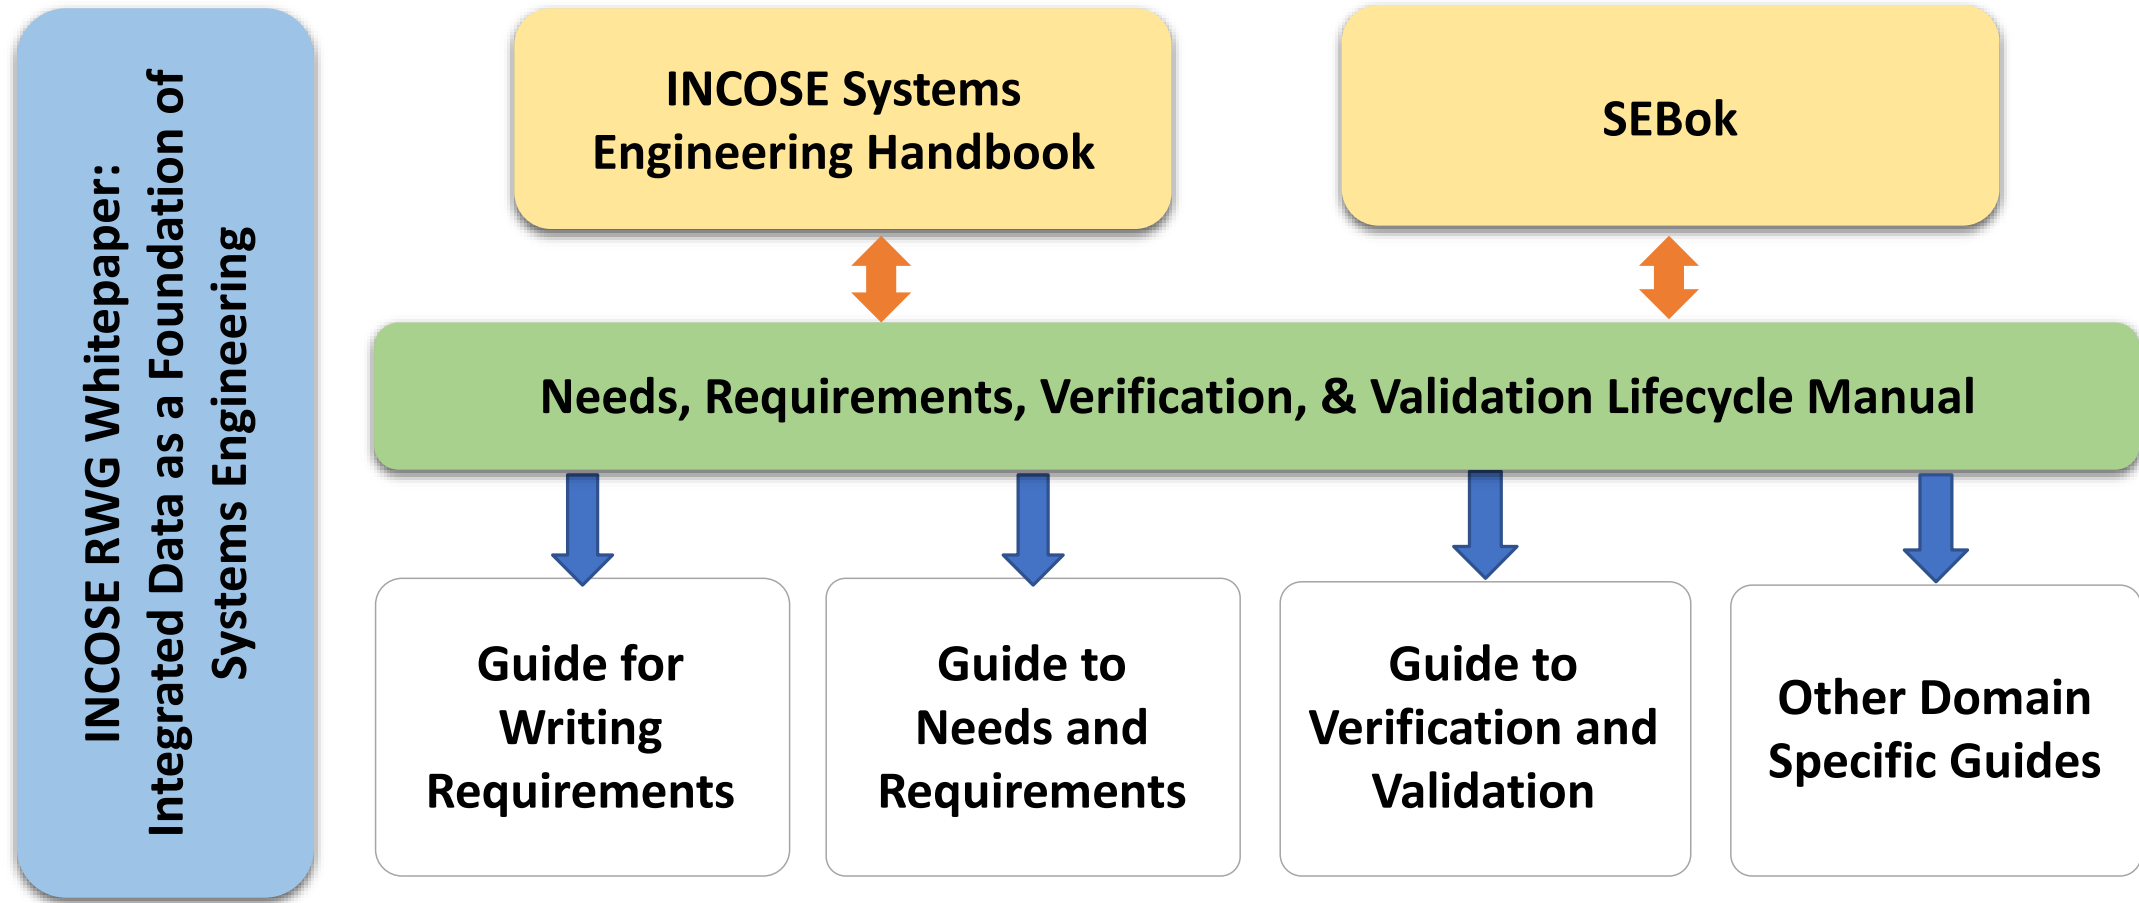 INCOSE RWG Whitepaper:
Integrated Data as a Foundation of
Systems Engineering
INCOSE Systems
Engineering Handbook
SEBok
Needs, Requirements, Verification, & Validation Lifecycle Manual
Guide for
Writing
Requirements
Guide to
Needs and
Requirements
Guide to
Verification and
Validation
Other Domain
Specific Guides